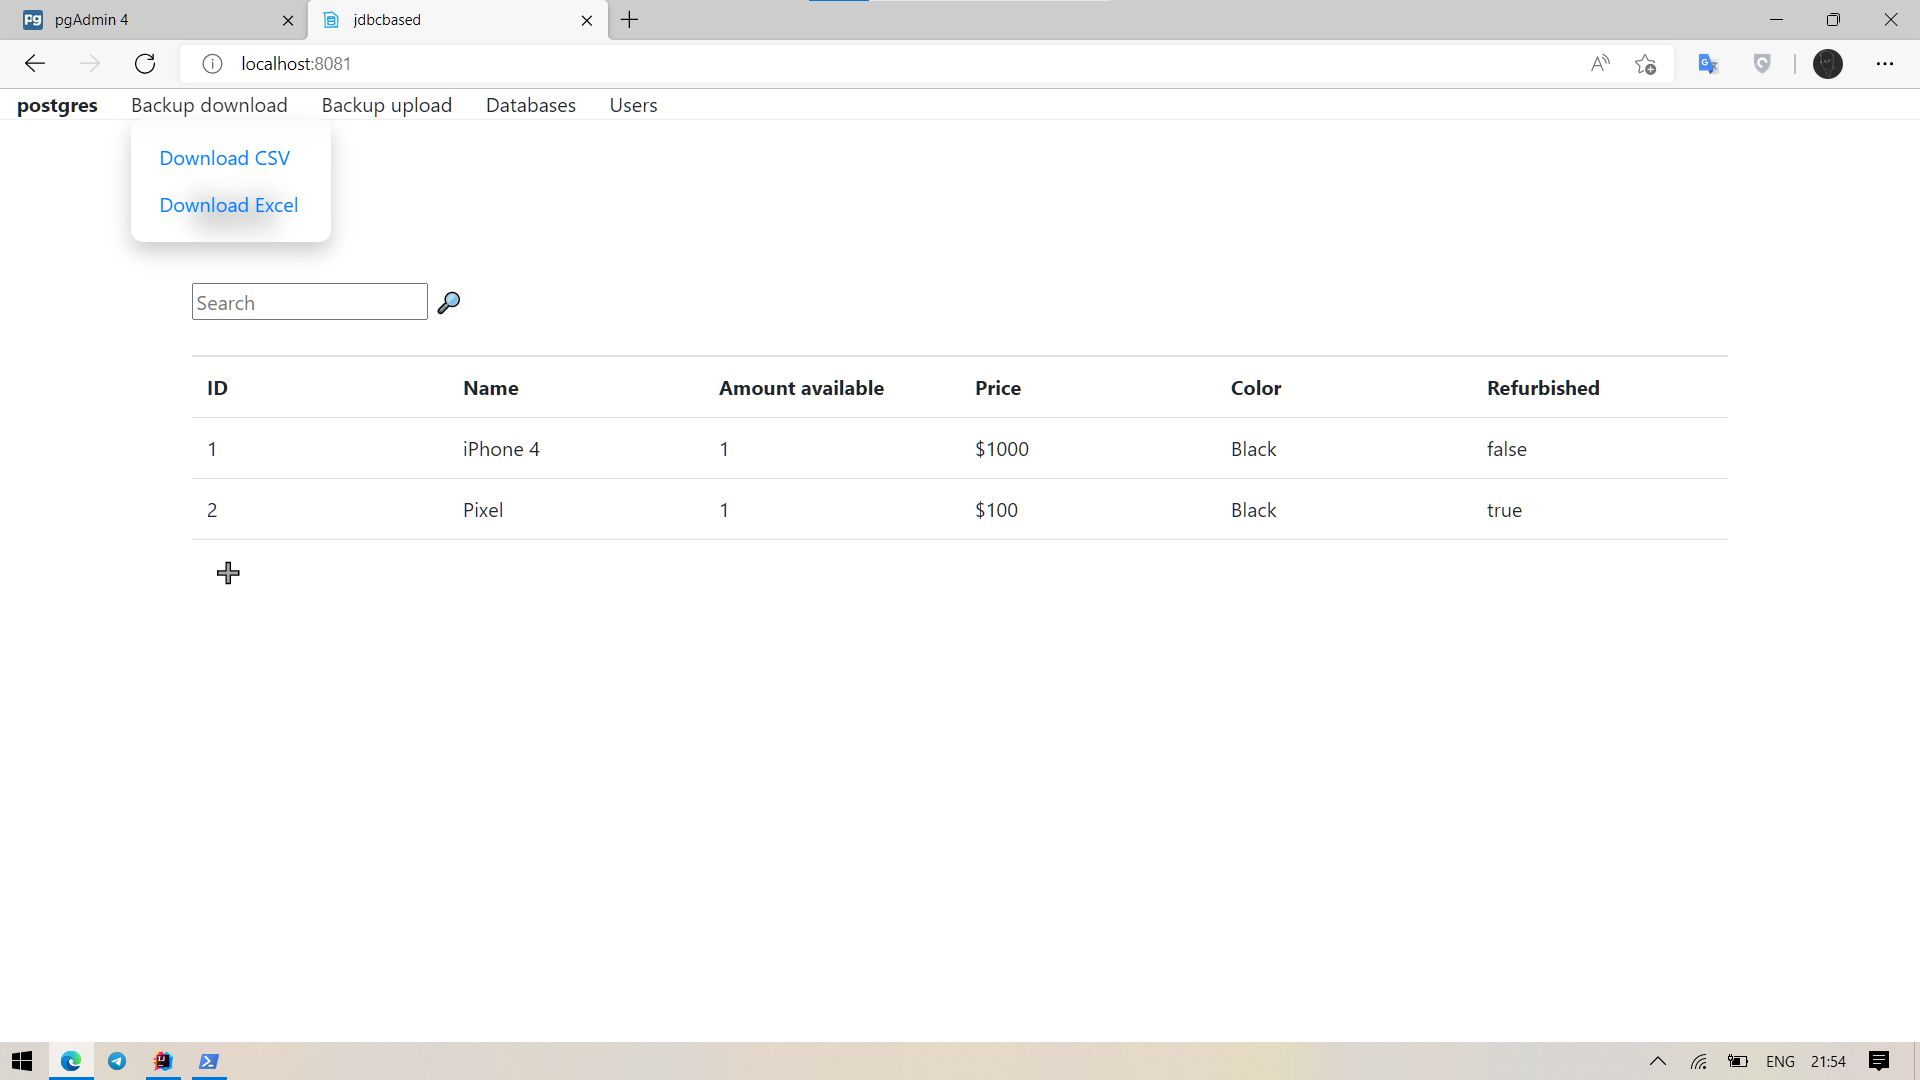 pgAdmin 4
jdbcbased
localhost:8081
postgres Backup download Backup upload Databases Users
Download CSV
Download Excel
Search
ID Name Amount available Price Color Refurbished
1 iPhone 4 1 $1000 Black false
2 Pixel 1 $100 Black true
ENG 21:54